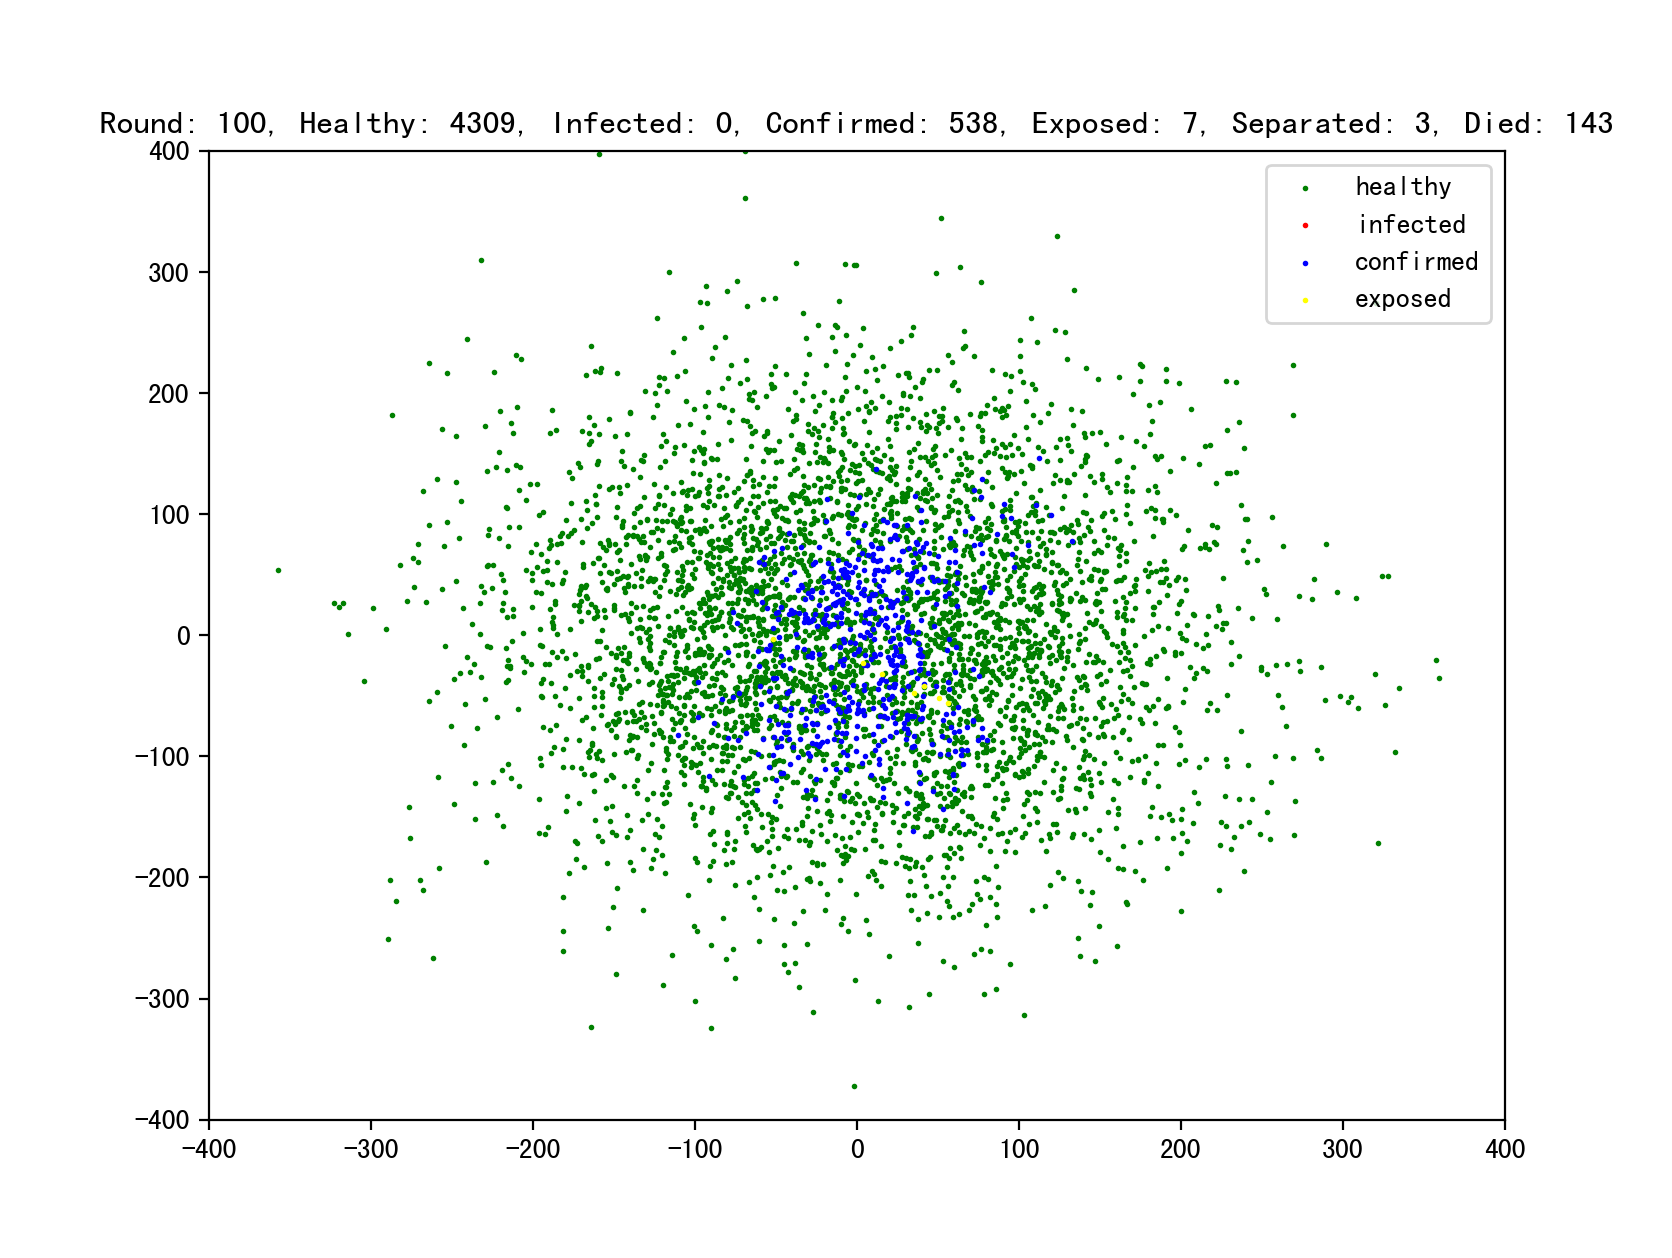 Round: 100, Healthy: 4309, Infected: 0, Confirmed: 538, Exposed: 7, Separated: 3, Died: 143
healthy
infected
confirmed
exposed
400
300
200
100
0
−100
−200
−300
−400
−400 −300 −200 −100 0 100 200 300 400